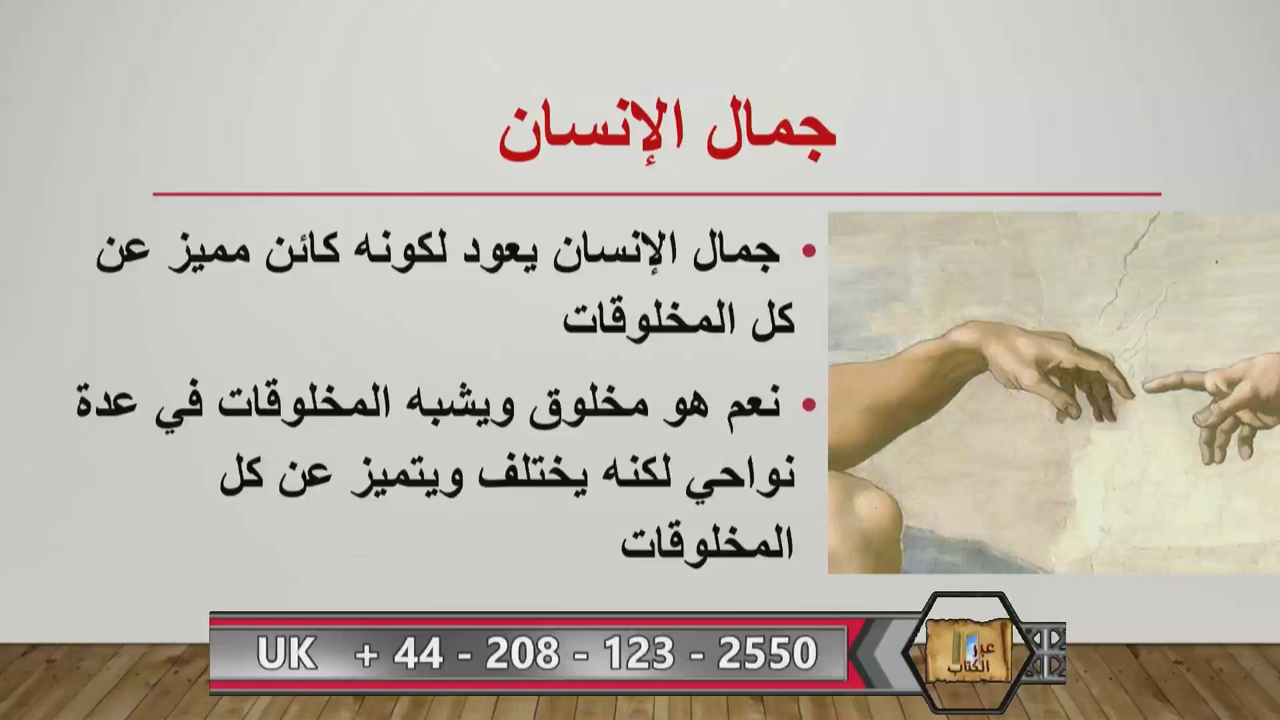 جمال الإنسان
• جمال الإنسان يعود لكونه كائن مميز عن
كل المخلوقات
• نعم هو مخلوق ويشبه المخلوقات في عدة
نواحي لكنه يختلف ويتميز عن كل
المخلوقات
UK + 44 - 208 - 123 - 2550
عبر
الكتاب